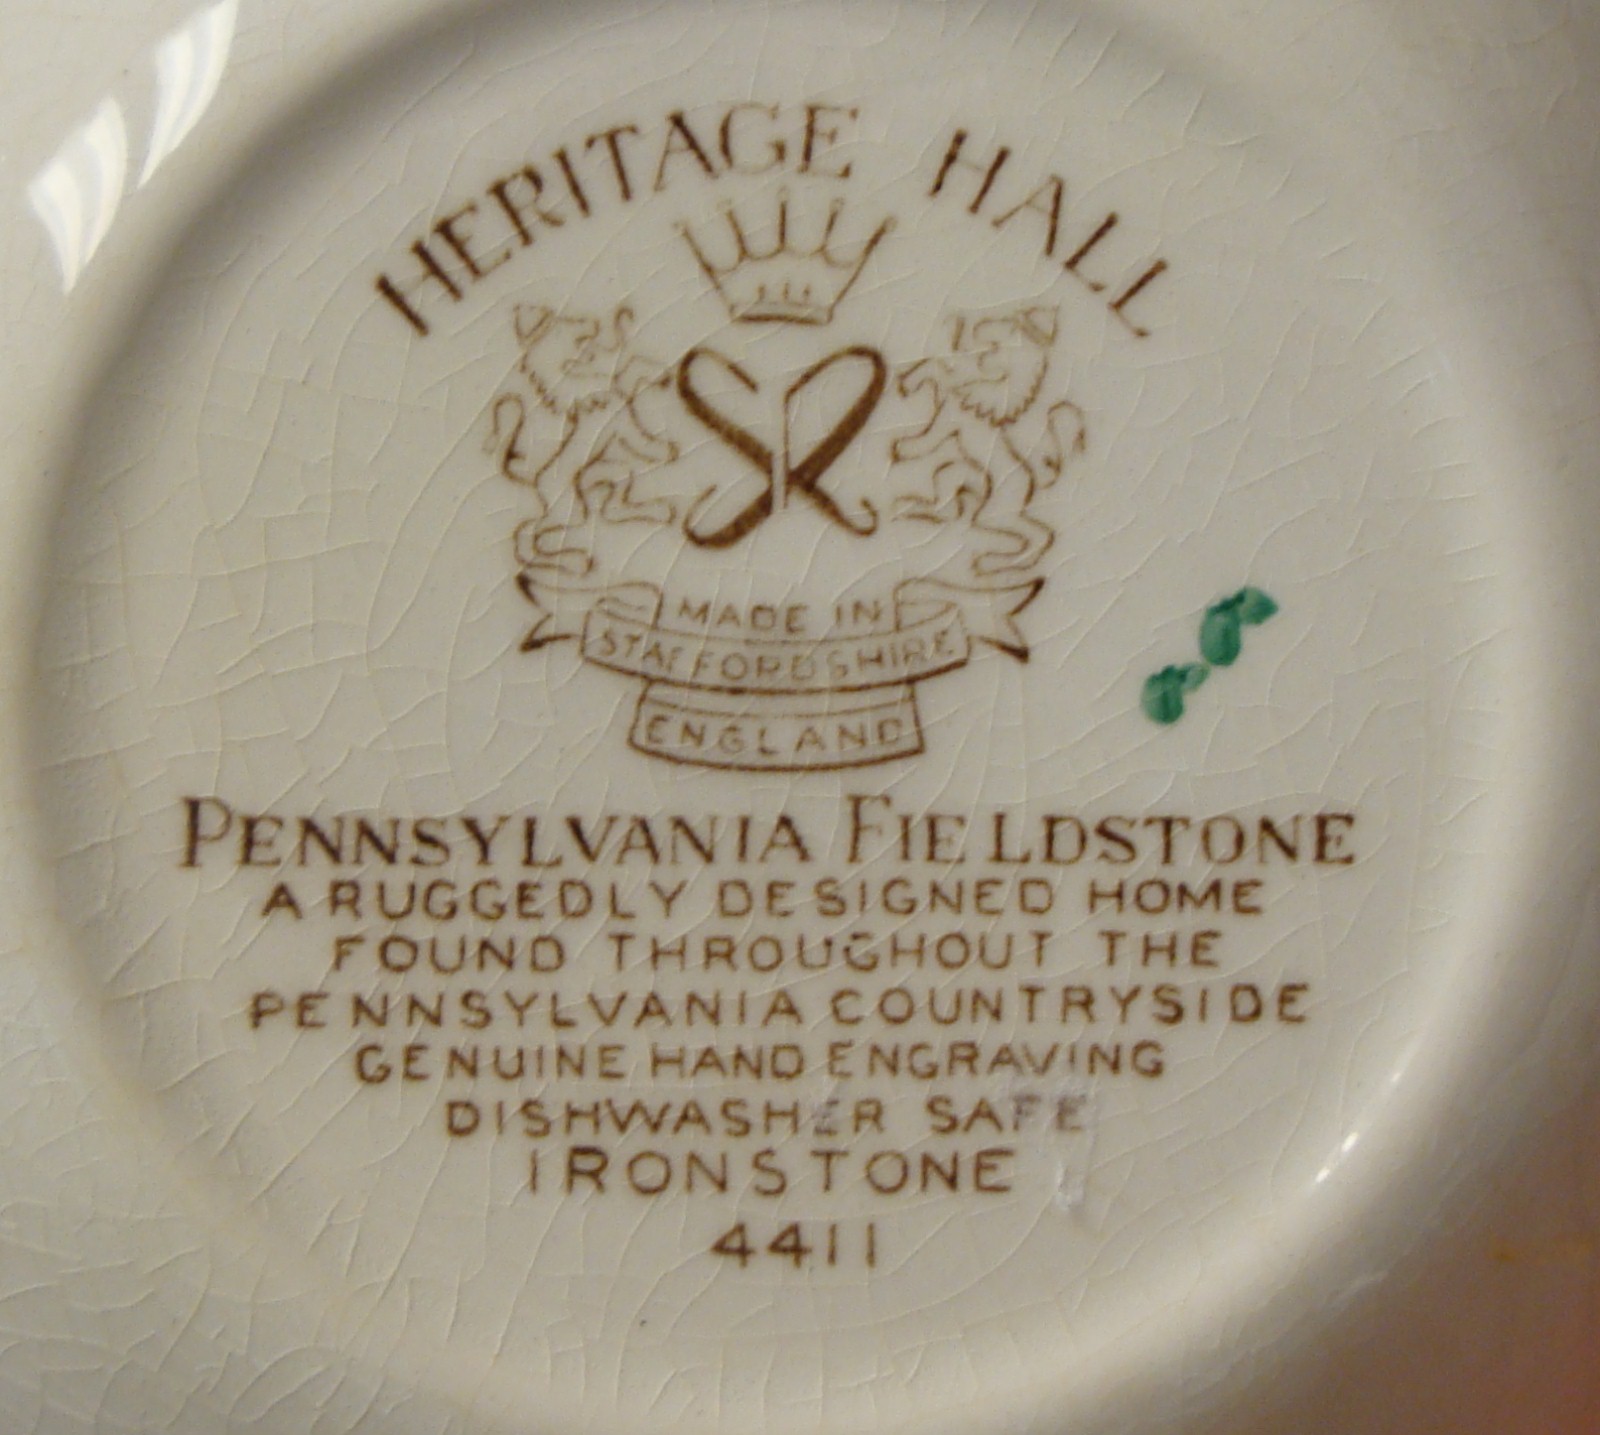 HERITAGE HALL
MADE IN
STAFFORDSHIRE
ENGLAND
PENNSYLVANIA FIELDSTONE
A RUGGEDLY DESIGNED HOME
FOUND THROUGHOUT THE
PENNSYLVANIA COUNTRYSIDE
GENUINE HAND ENGRAVING
DISHWASHER SAFE
IRONSTONE
4411